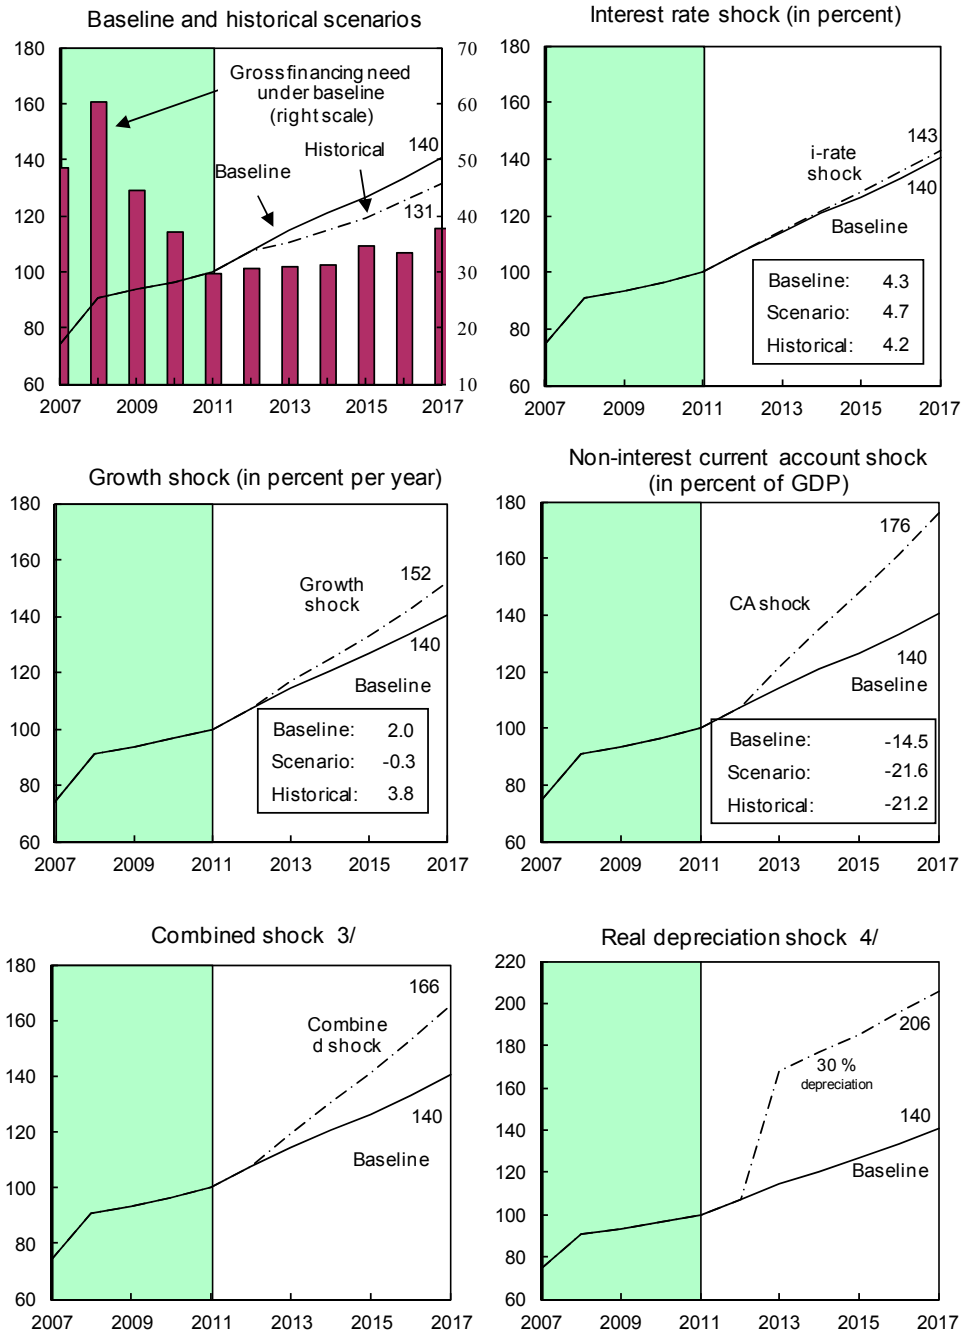 Baseline and historical scenarios
180
160
140
120
100
80
60
70
60
50
40
30
20
10
Gross financing need
under baseline
(right scale)
Baseline
Historical
140
131
2007 2009 2011 2013 2015 2017
Interest rate shock (in percent)
180
160
140
120
100
80
60
i-rate
shock
143
140
Baseline
Baseline: 4.3
Scenario: 4.7
Historical: 4.2
2007 2009 2011 2013 2015 2017
Growth shock (in percent per year)
180
160
140
120
100
80
60
Growth
shock
152
140
Baseline
Baseline: 2.0
Scenario: -0.3
Historical: 3.8
2007 2009 2011 2013 2015 2017
Non-interest current account shock
(in percent of GDP)
180
160
140
120
100
80
60
176
CA shock
140
Baseline
Baseline: -14.5
Scenario: -21.6
Historical: -21.2
2007 2009 2011 2013 2015 2017
Combined shock 3/
180
160
140
120
100
80
60
166
Combine
d shock
140
Baseline
2007 2009 2011 2013 2015 2017
Real depreciation shock 4/
220
200
180
160
140
120
100
80
60
206
30 %
depreciation
140
Baseline
2007 2009 2011 2013 2015 2017